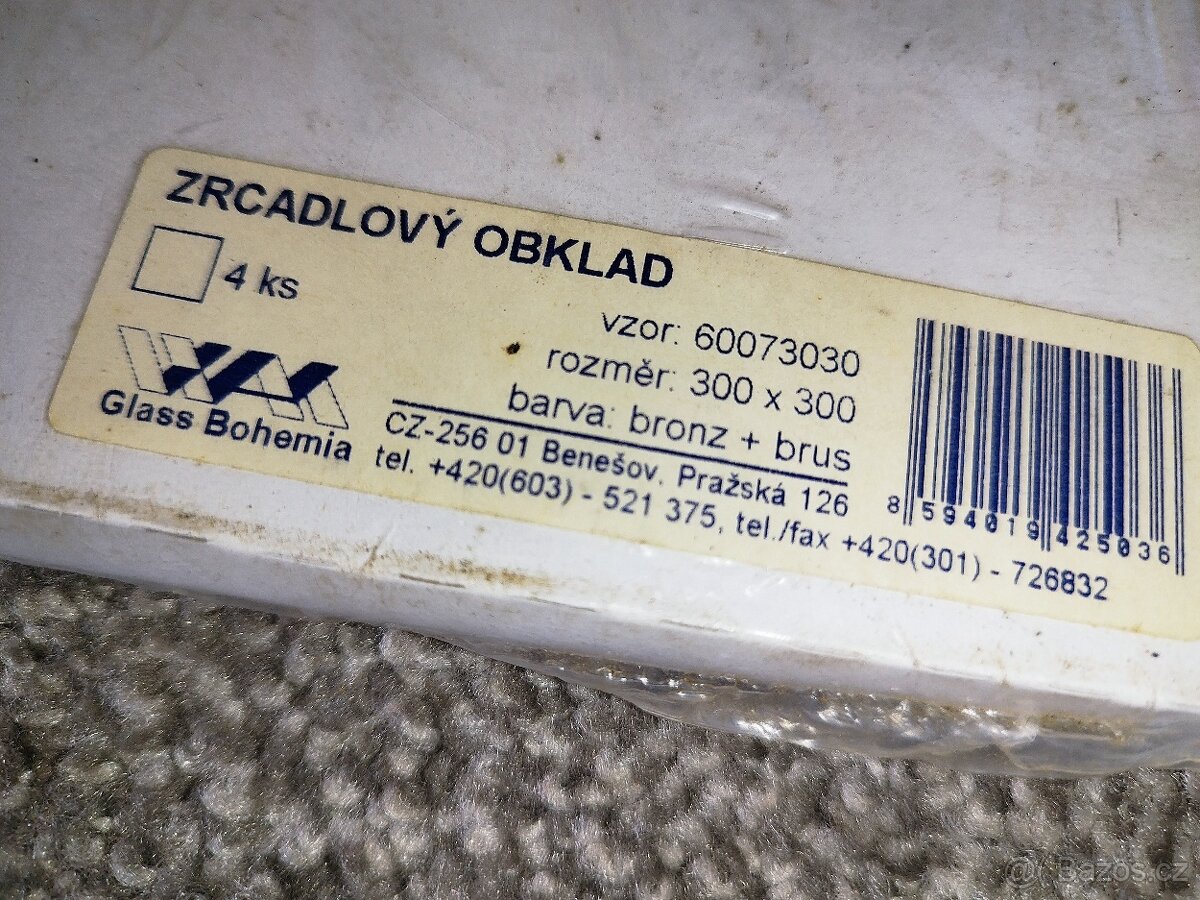 ZRCADLOVÝ OBKLAD
4 ks
vzor: 60073030
rozměr: 300 x 300
barva: bronz + brus
Glass Bohemia
CZ-256 01 Benešov, Pražská 126
tel. +420(603) - 521 375, tel./fax +420(301) - 726832
8 594019 425036
Bazos.cz